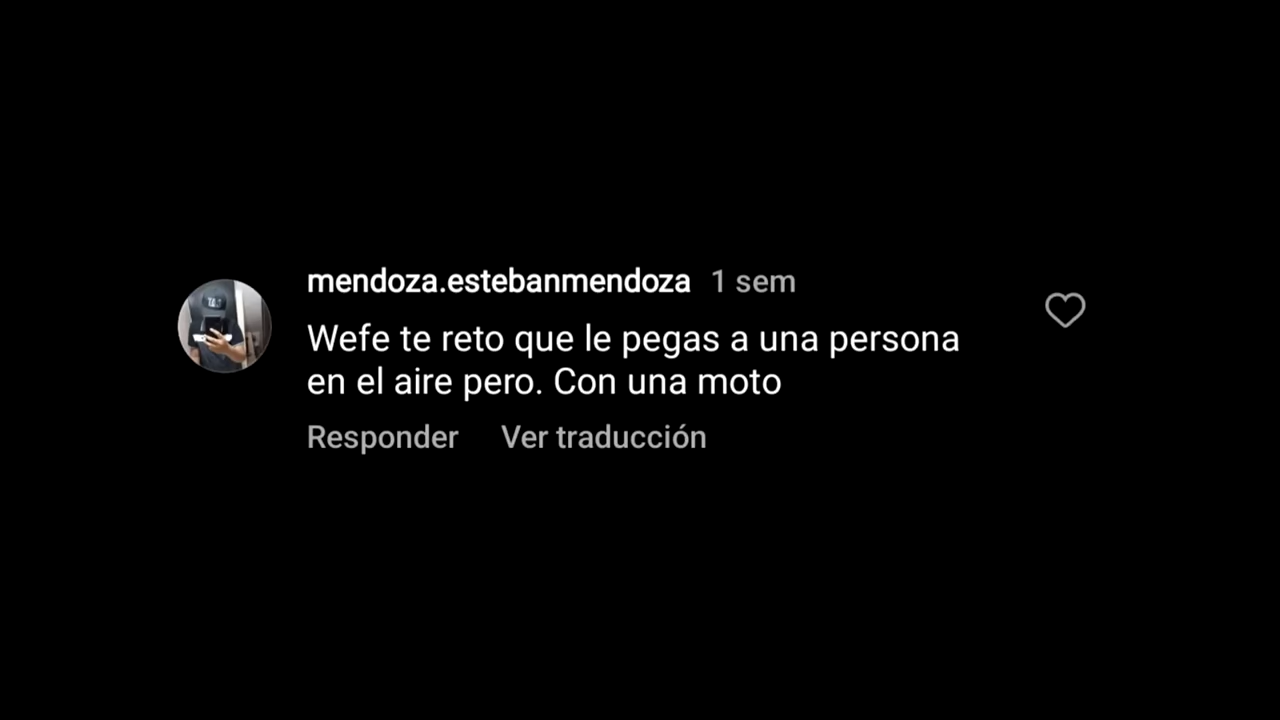 mendoza.estebanmendoza 1 sem
Wefe te reto que le pegas a una persona
en el aire pero. Con una moto
Responder Ver traducción